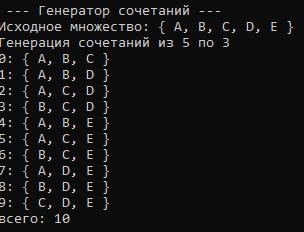 --- Генератор сочетаний ---
Исходное множество: { A, B, C, D, E }
Генерация сочетаний из 5 по 3
0: { A, B, C }
1: { A, B, D }
2: { A, C, D }
3: { B, C, D }
4: { A, B, E }
5: { A, C, E }
6: { B, C, E }
7: { A, D, E }
8: { B, D, E }
9: { C, D, E }
всего: 10